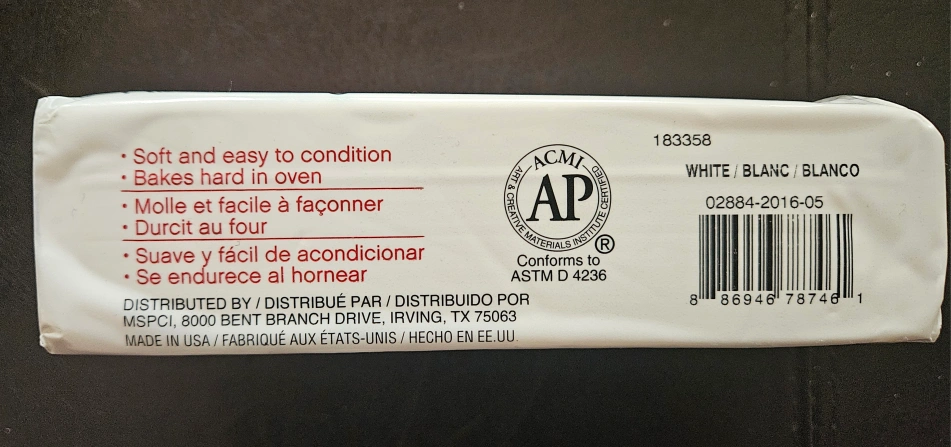 • Soft and easy to condition
• Bakes hard in oven
• Molle et facile à façonner
• Durcit au four
• Suave y fácil de acondicionar
• Se endurece al hornear
DISTRIBUTED BY / DISTRIBUÉ PAR / DISTRIBUIDO POR
MSPCI, 8000 BENT BRANCH DRIVE, IRVING, TX 75063
MADE IN USA / FABRIQUÉ AUX ÉTATS-UNIS / HECHO EN EE.UU.
ACMI
ART & CREATIVE MATERIALS INSTITUTE CERTIFIED
AP
®
Conforms to
ASTM D 4236
183358
WHITE / BLANC / BLANCO
02884-2016-05
8 86946 78746 1